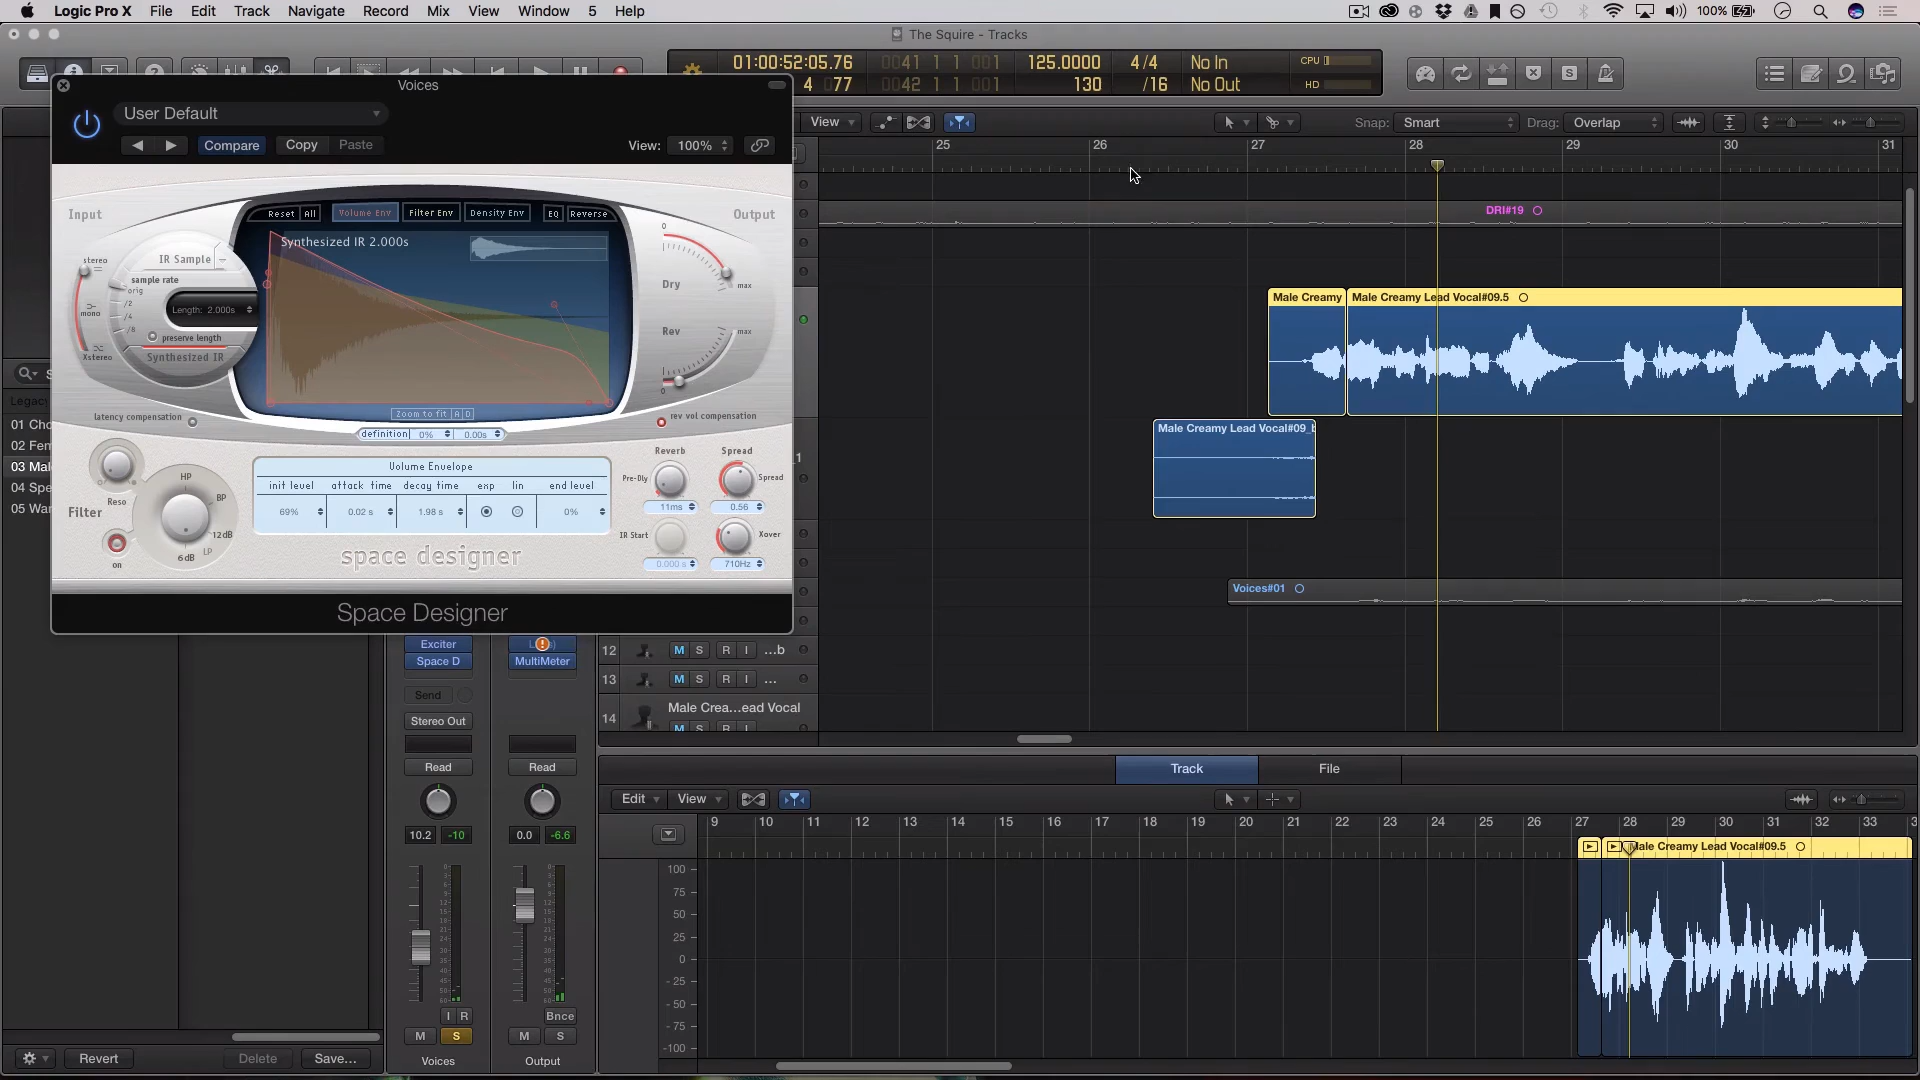 Logic Pro X File Edit Track Navigate Record Mix View Window 5 Help 100%
The Squire - Tracks
01:00:52:05.76 0041 1 1 001 125.0000 4/4 No In CPU
4 077 0042 1 1 001 130 /16 No Out HD
S
Voices
User Default
Compare Copy Paste View: 100%
View Snap: Smart Drag: Overlap
25 26 27 28 29 30 31
Input Output
Reset All Volume Env Filter Env Density Env EQ Reverse
Synthesized IR 2.000s
stereo
mono
Xstereo
IR Sample
sample rate
orig
/2
/4
/8
Length: 2.000s
preserve length
Synthesized IR
0
Dry
max
Rev
max
0
Zoom to fit A D
latency compensation
rev vol compensation
definition 0% 0.00s
Volume Envelope
init level attack time decay time exp lin end level
69% 0.02 s 1.98 s 0%
Reso
Filter
on
HP
BP
12dB
LP
6dB
Reverb Spread
Pre-Dly Spread
11ms 0.56
IR Start Xover
0.000 s 710Hz
space designer
Space Designer
DRI#19
Male Creamy Male Creamy Lead Vocal#09.5
Male Creamy Lead Vocal#09_b
Voices#01
Legacy
01 Cho
02 Fem
03 Mal
04 Spe
05 War
_1
12 M S R I ...b
13 M S R I ...
14 Male Crea...ead Vocal
M S R I
Exciter
Space D MultiMeter
Send
Stereo Out
Read Read
10.2 -10 0.0 -6.6
I R Bnce
M S M S
Voices Output
Revert Delete Save...
Track File
Edit View
9 10 11 12 13 14 15 16 17 18 19 20 21 22 23 24 25 26 27 28 29 30 31 32 33
Male Creamy Lead Vocal#09.5
100
75
50
25
0
-25
-50
-75
-100